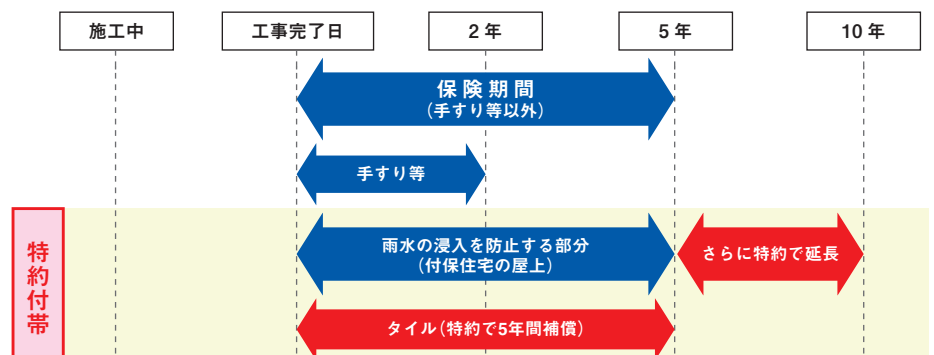 施工中
工事完了日
2年
5年
10年
保険期間
(手すり等以外)
手すり等
特約付帯
雨水の浸入を防止する部分
(付保住宅の屋上)
さらに特約で延長
タイル(特約で5年間補償)